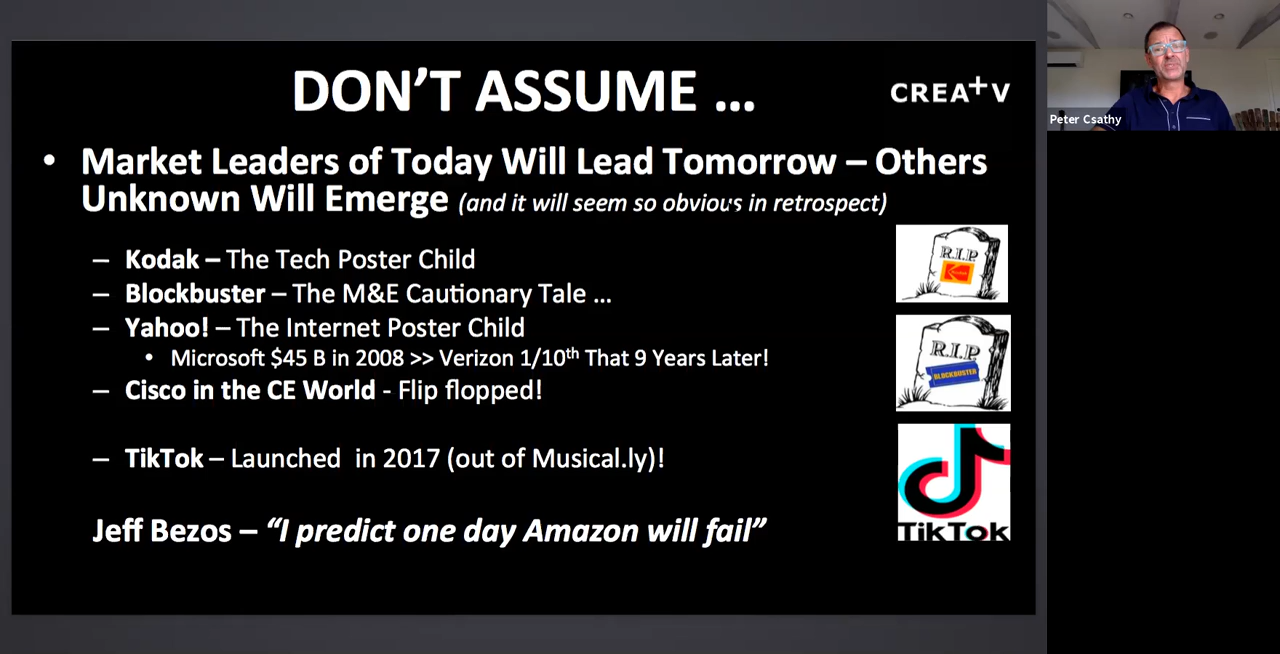 DON'T ASSUME …
CREA+V
• Market Leaders of Today Will Lead Tomorrow – Others
Unknown Will Emerge (and it will seem so obvious in retrospect)
– Kodak – The Tech Poster Child
– Blockbuster – The M&E Cautionary Tale …
– Yahoo! – The Internet Poster Child
• Microsoft $45 B in 2008 >> Verizon 1/10th That 9 Years Later!
– Cisco in the CE World - Flip flopped!
– TikTok – Launched in 2017 (out of Musical.ly)!
Jeff Bezos – “I predict one day Amazon will fail”
R.I.P.
Kodak
R.I.P.
BLOCKBUSTER
TikTok
Peter Csathy